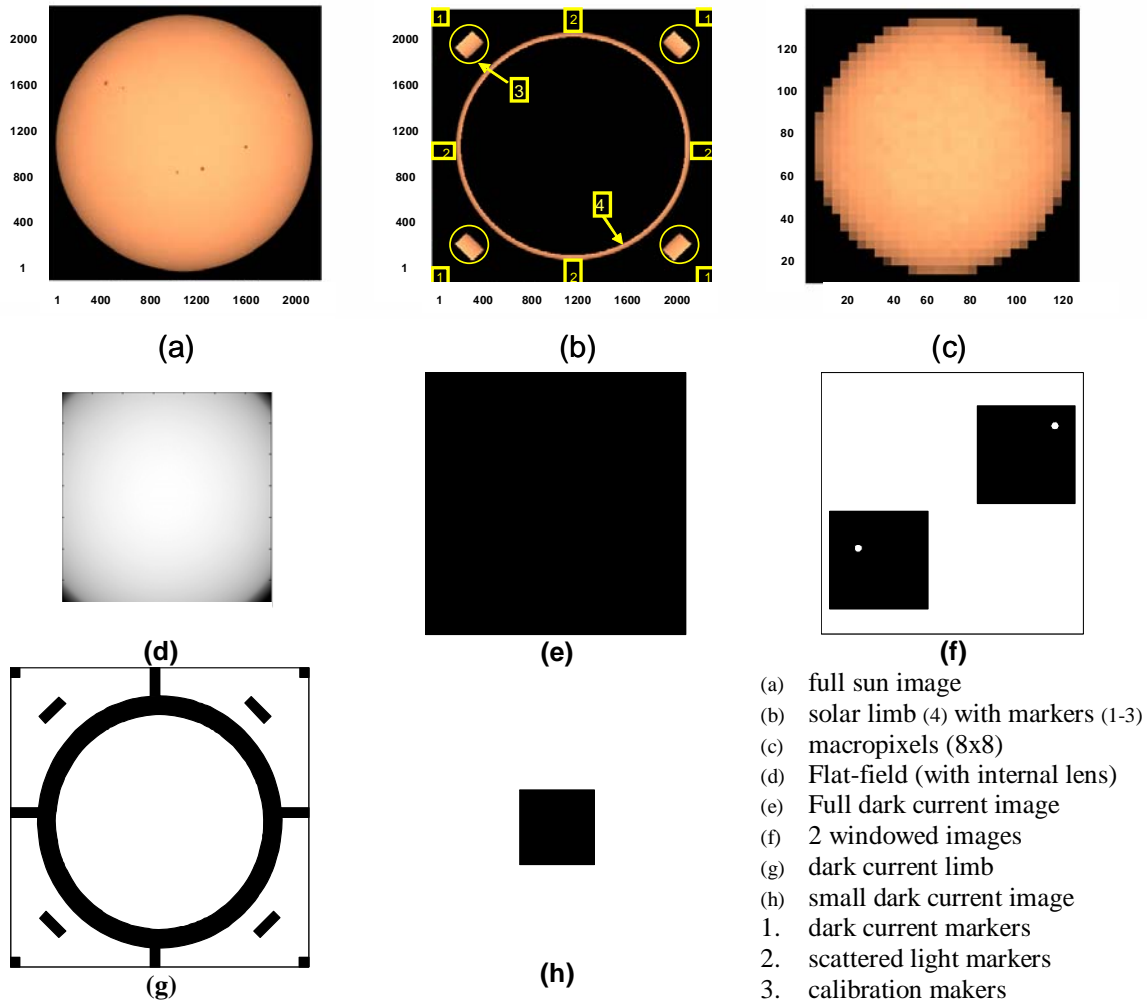 2000
1600
1200
800
400
1
1 400 800 1200 1600 2000
(a)
1 2 1
2000
3
1600
1200
2 2
800
4
400
1
1 2 1
1 400 800 1200 1600 2000
(b)
120
100
80
60
40
20
20 40 60 80 100 120
(c)
(d)
(e)
(f)
(g)
(h)
(a) full sun image
(b) solar limb (4) with markers (1-3)
(c) macropixels (8x8)
(d) Flat-field (with internal lens)
(e) Full dark current image
(f) 2 windowed images
(g) dark current limb
(h) small dark current image
1. dark current markers
2. scattered light markers
3. calibration makers